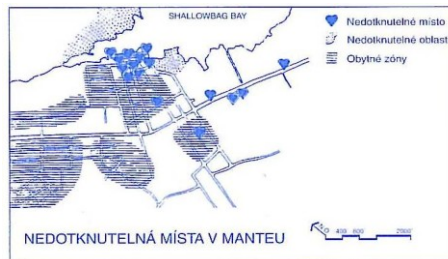 SHALLOWBAG BAY
Nedotknutelné místo
Nedotknutelné oblast
Obytné zóny
NEDOTKNUTELNÁ MÍSTA V MANTEU